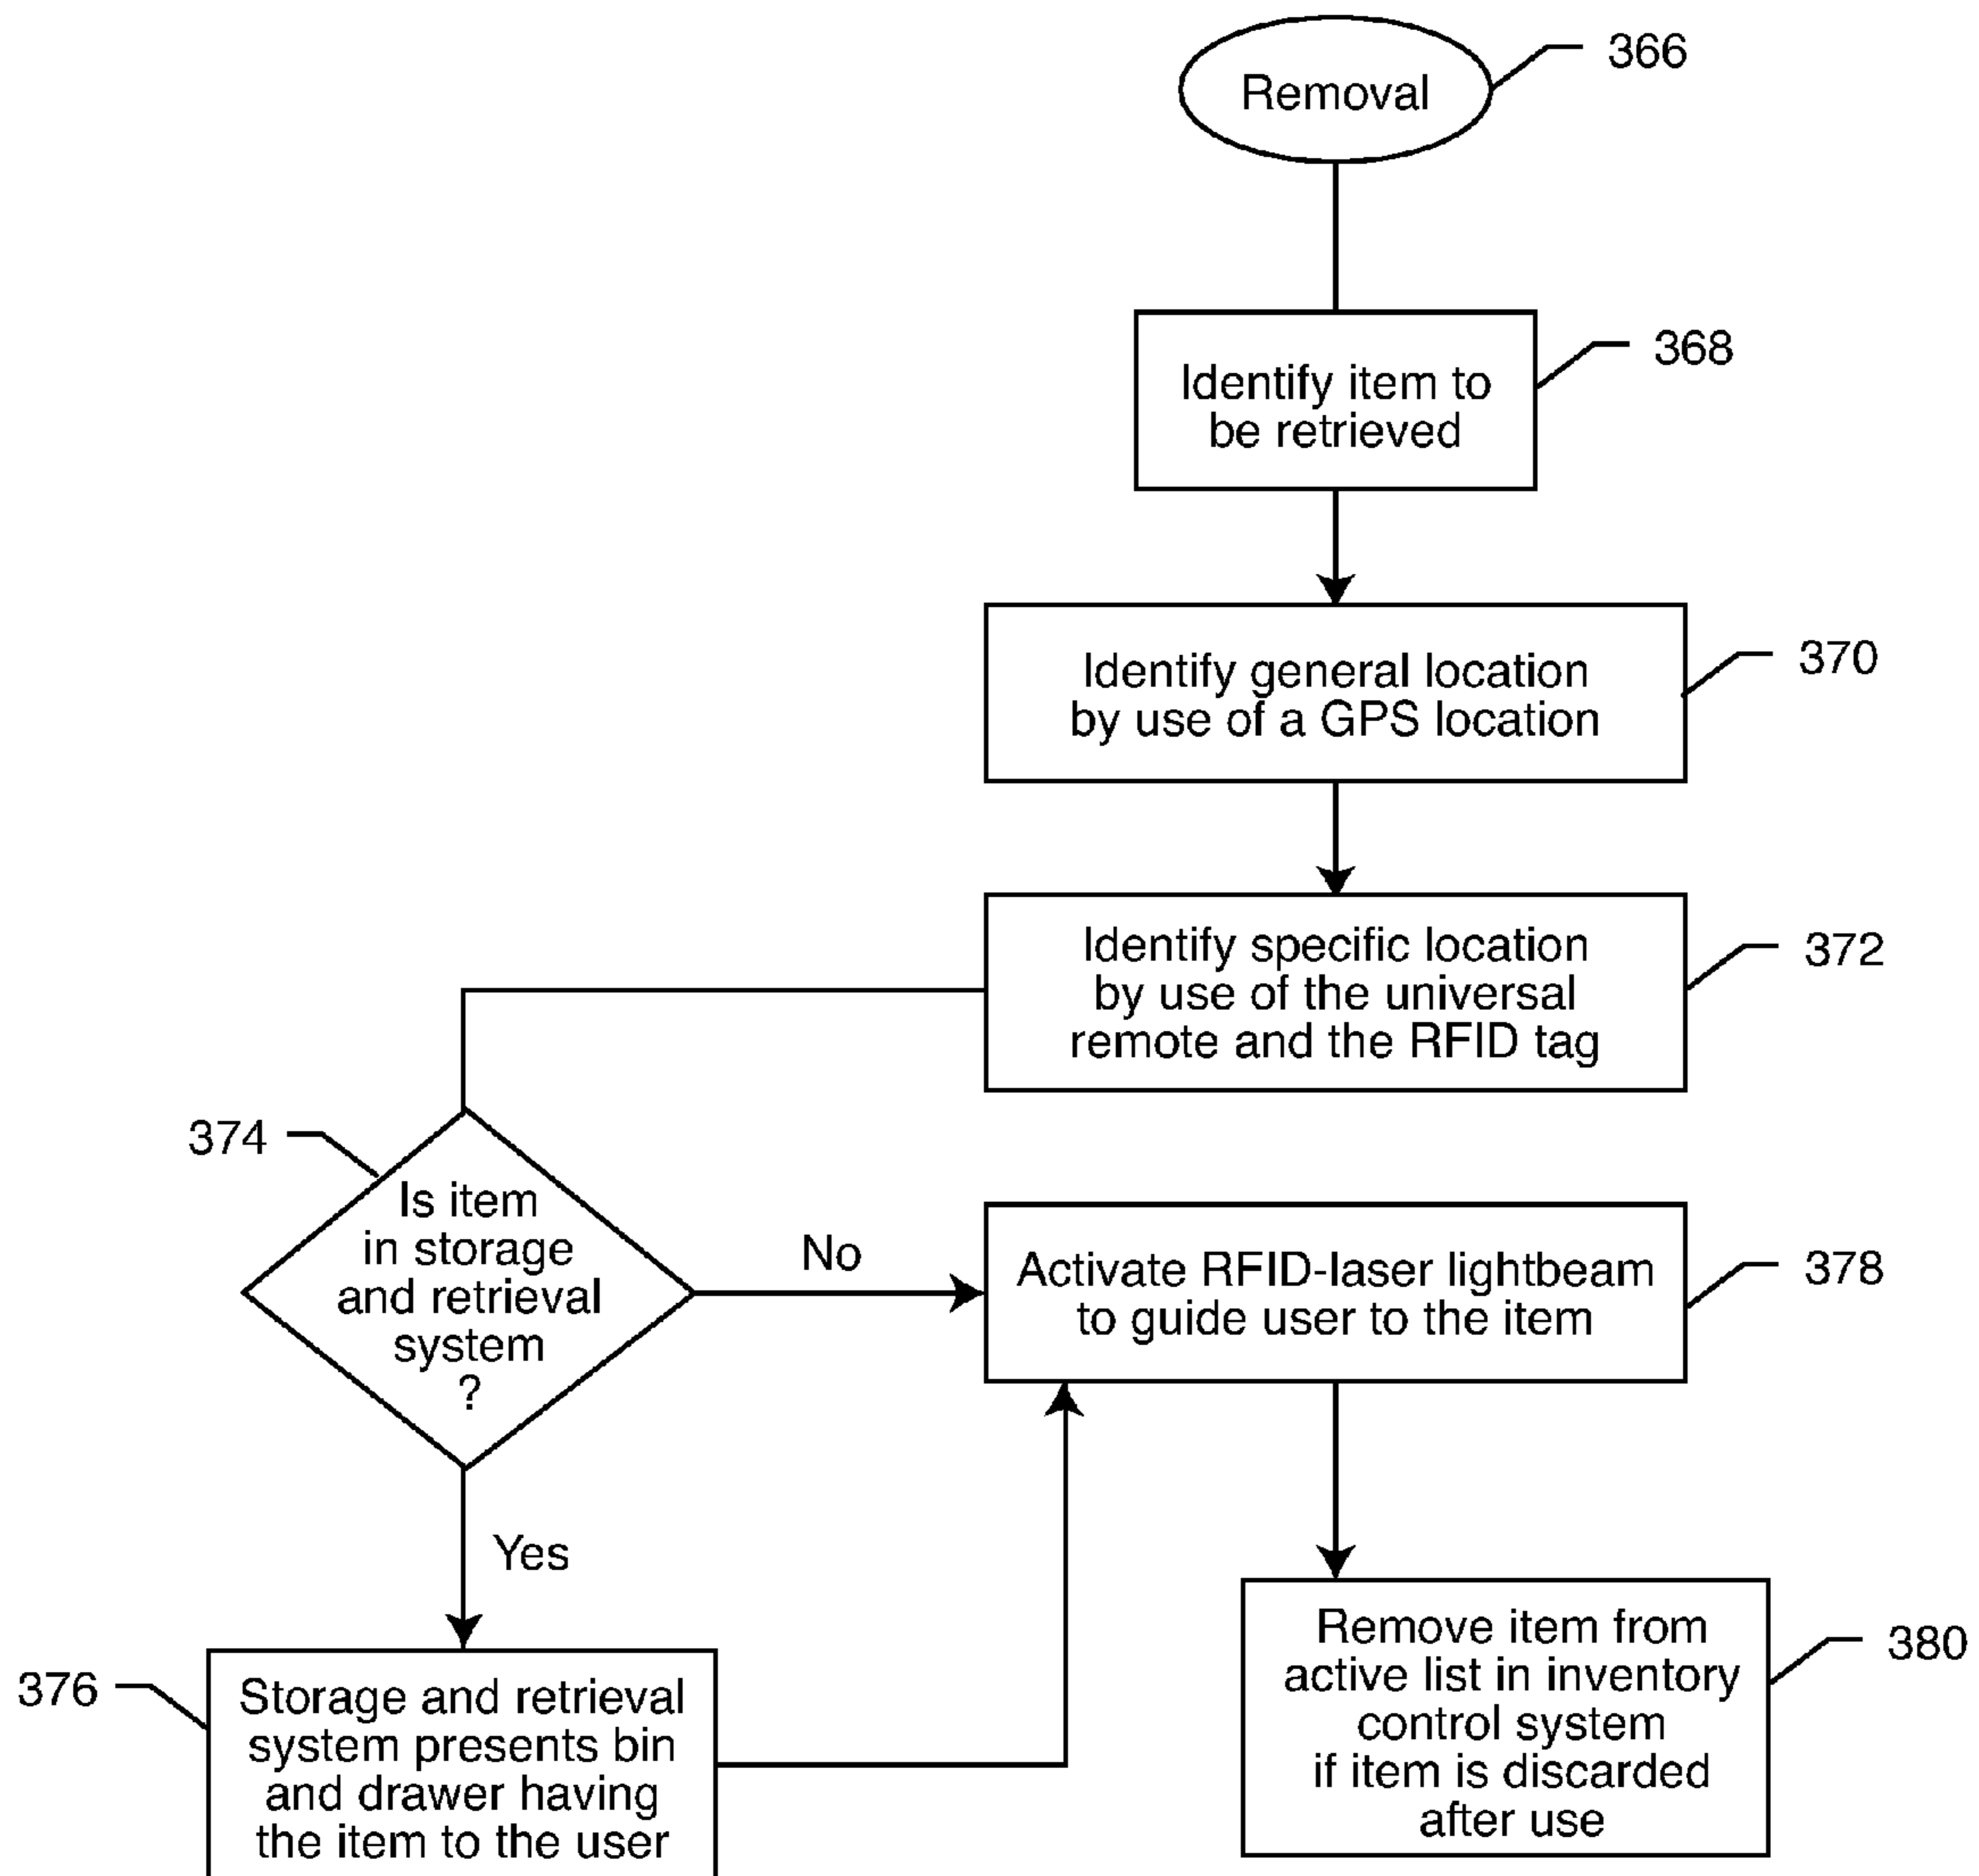 Removal
366
Identify item to
be retrieved
368
Identify general location
by use of a GPS location
370
Identify specific location
by use of the universal
remote and the RFID tag
372
374
Is item
in storage
and retrieval
system
?
No
Activate RFID-laser lightbeam
to guide user to the item
378
Yes
376
Storage and retrieval
system presents bin
and drawer having
the item to the user
Remove item from
active list in inventory
control system
if item is discarded
after use
380